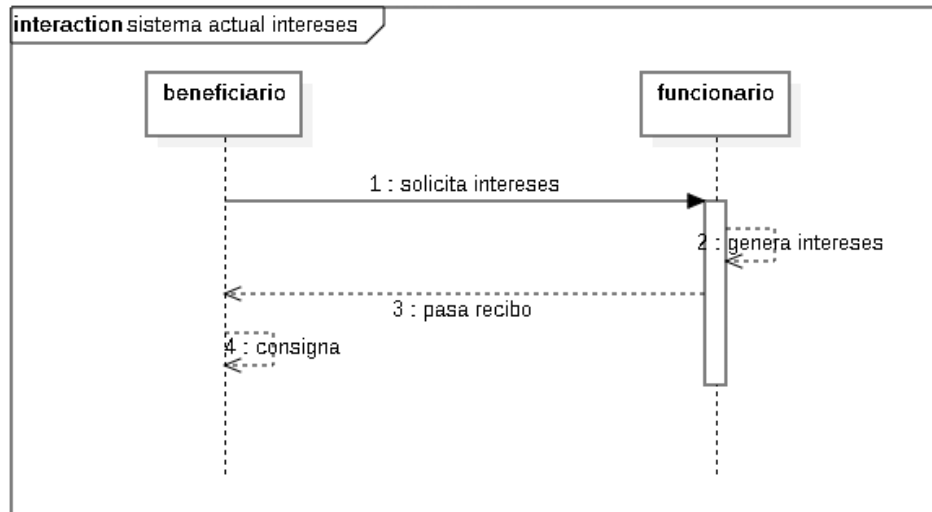 interaction sistema actual intereses
beneficiario
funcionario
1 : solicita intereses
2 : genera intereses
3 : pasa recibo
4 : consigna